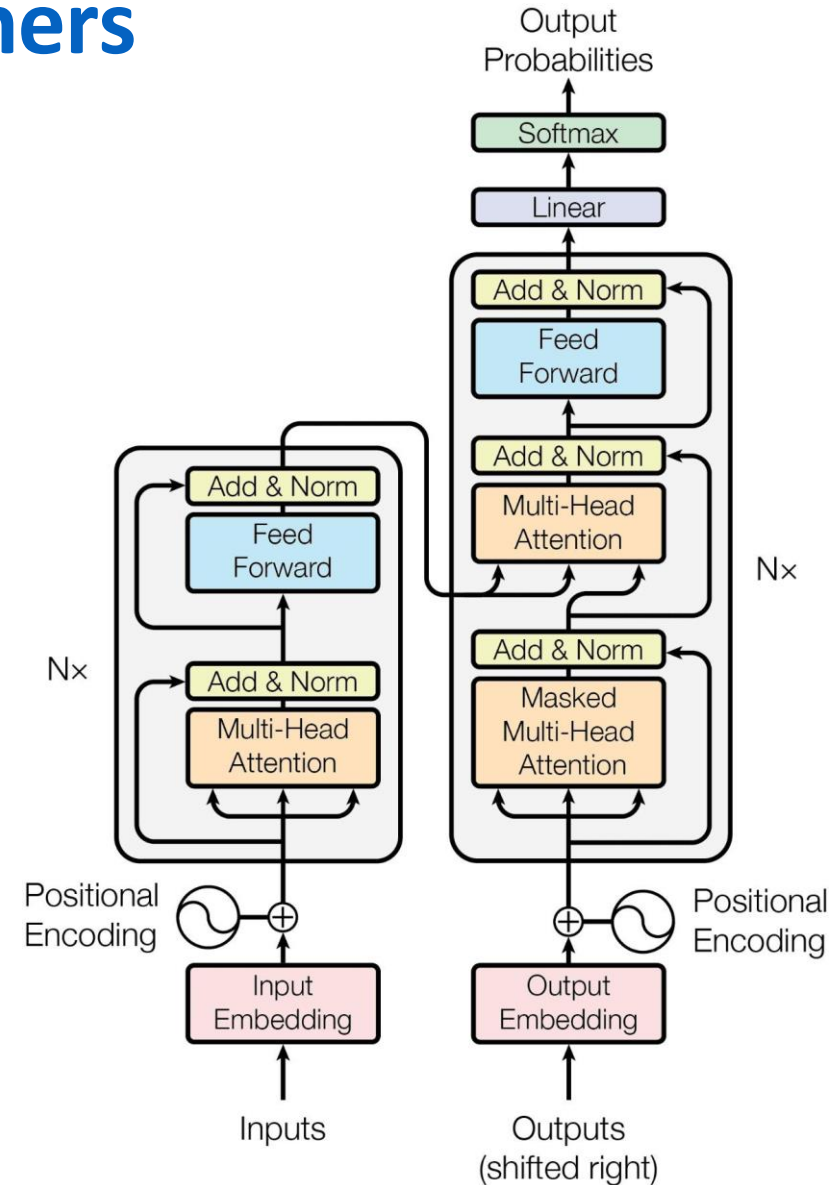 ners
Output
Probabilities
Softmax
Linear
Add & Norm
Feed
Forward
Add & Norm
Multi-Head
Attention
Add & Norm
Masked
Multi-Head
Attention
N×
Add & Norm
Feed
Forward
Add & Norm
Multi-Head
Attention
N×
Positional
Encoding
Input
Embedding
Inputs
Positional
Encoding
Output
Embedding
Outputs
(shifted right)